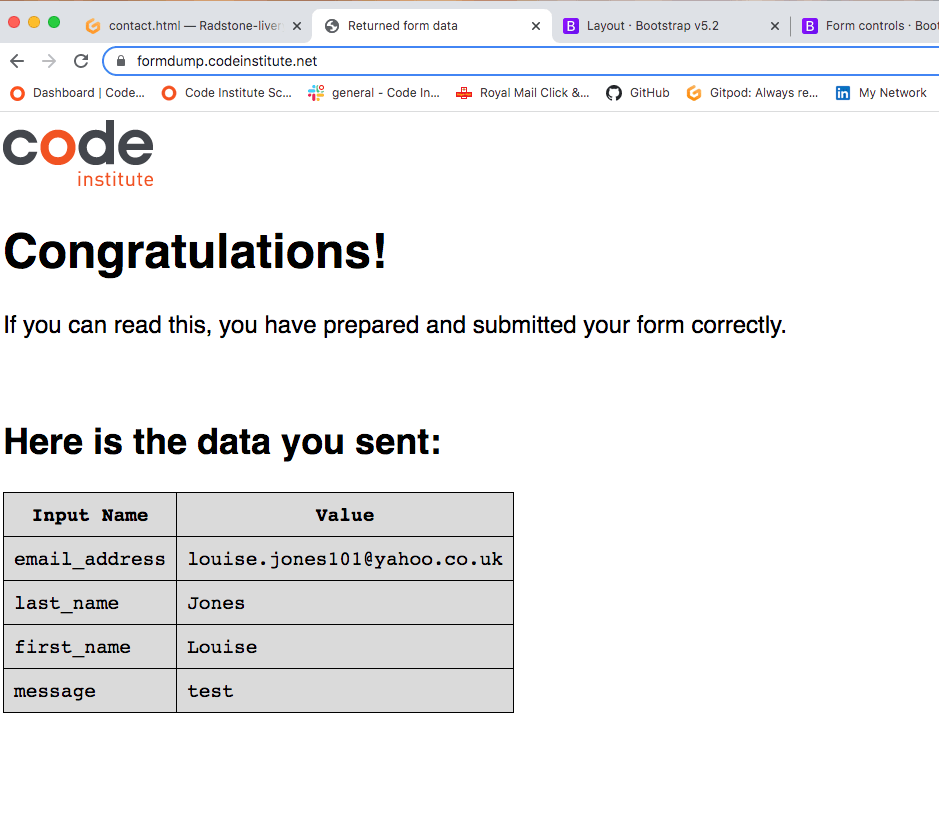 contact.html — Radstone-liver
Returned form data
Layout · Bootstrap v5.2
B Form controls · Boot
formdump.codeinstitute.net
Dashboard | Code...
Code Institute Sc...
general - Code In...
Royal Mail Click &...
GitHub
Gitpod: Always re...
in My Network
code
institute
Congratulations!
If you can read this, you have prepared and submitted your form correctly.
Here is the data you sent:
Input Name Value
email_address louise.jones101@yahoo.co.uk
last_name Jones
first_name Louise
message test